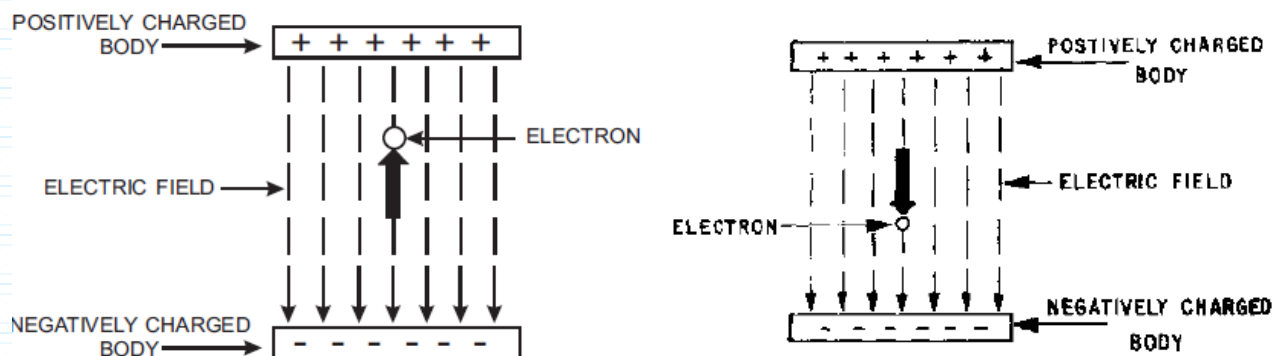 POSITIVELY CHARGED
BODY
+ + + + + +
ELECTRON
ELECTRIC FIELD
NEGATIVELY CHARGED
BODY
- - - - - -
+ + + + + +
POSTIVELY CHARGED
BODY
ELECTRIC FIELD
ELECTRON
NEGATIVELY CHARGED
BODY
- - - - - -